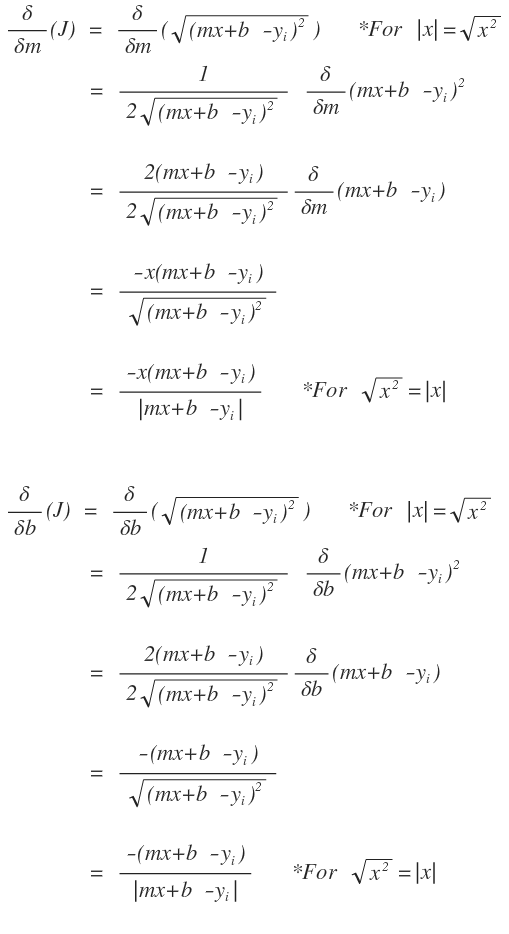 δ/δm (J) = δ/δm (√(mx+b -yᵢ)²) *For |x| = √x²
= 1/(2√(mx+b -yᵢ)²) δ/δm (mx+b -yᵢ)²
= 2(mx+b -yᵢ)/(2√(mx+b -yᵢ)²) δ/δm (mx+b -yᵢ)
= -x(mx+b -yᵢ)/√(mx+b -yᵢ)²
= -x(mx+b -yᵢ)/|mx+b -yᵢ| *For √x² = |x|
δ/δb (J) = δ/δb (√(mx+b -yᵢ)²) *For |x| = √x²
= 1/(2√(mx+b -yᵢ)²) δ/δb (mx+b -yᵢ)²
= 2(mx+b -yᵢ)/(2√(mx+b -yᵢ)²) δ/δb (mx+b -yᵢ)
= -(mx+b -yᵢ)/√(mx+b -yᵢ)²
= -(mx+b -yᵢ)/|mx+b -yᵢ| *For √x² = |x|